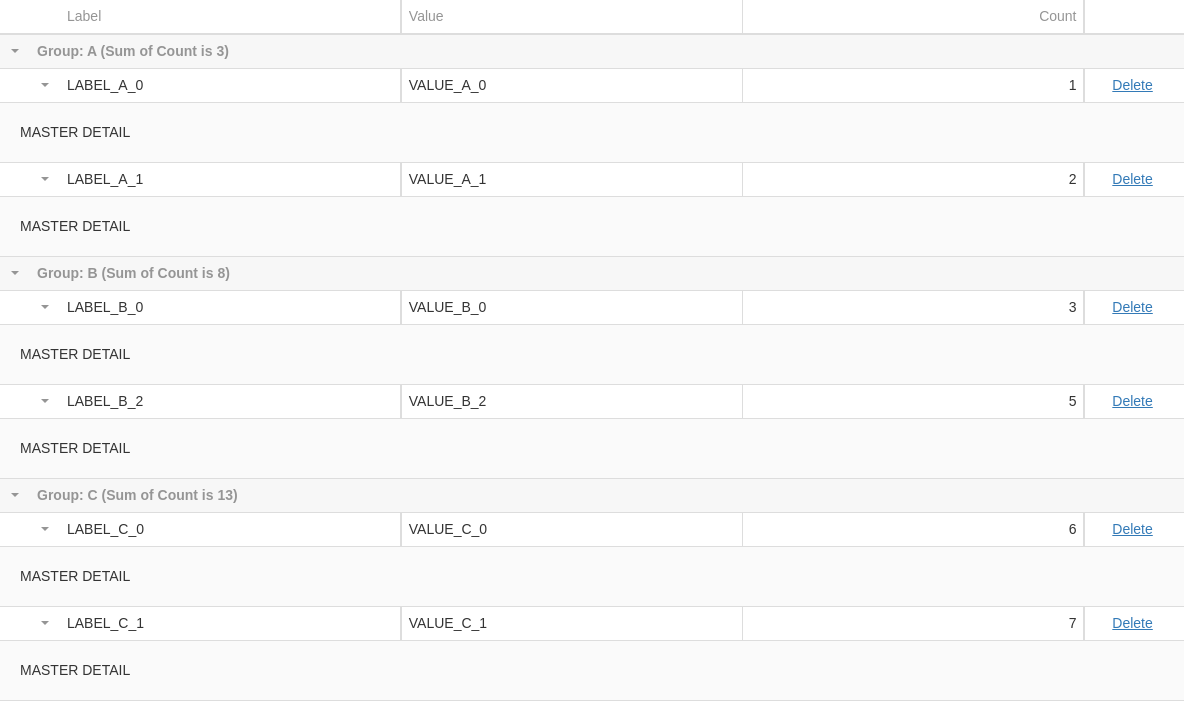 Label Value Count
Group: A (Sum of Count is 3)
LABEL_A_0 VALUE_A_0 1 Delete
MASTER DETAIL
LABEL_A_1 VALUE_A_1 2 Delete
MASTER DETAIL
Group: B (Sum of Count is 8)
LABEL_B_0 VALUE_B_0 3 Delete
MASTER DETAIL
LABEL_B_2 VALUE_B_2 5 Delete
MASTER DETAIL
Group: C (Sum of Count is 13)
LABEL_C_0 VALUE_C_0 6 Delete
MASTER DETAIL
LABEL_C_1 VALUE_C_1 7 Delete
MASTER DETAIL